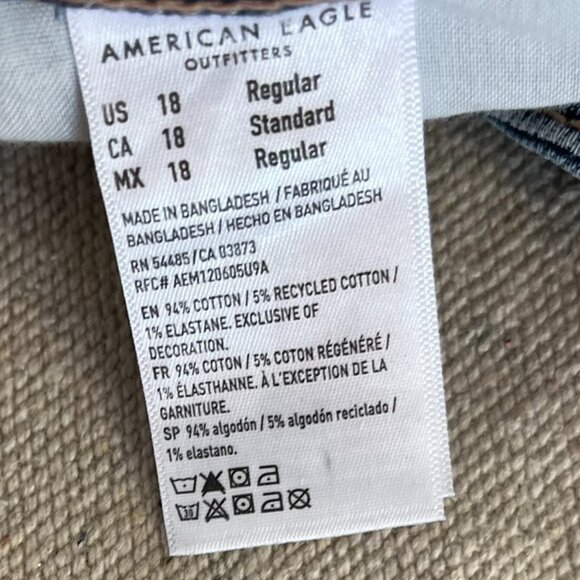 AMERICAN EAGLE
OUTFITTERS
US 18 Regular
CA 18 Standard
MX 18 Regular
MADE IN BANGLADESH / FABRIQUÉ AU
BANGLADESH / HECHO EN BANGLADESH
RN 54485/CA 03873
RFC# AEM120605U9A
EN 94% COTTON / 5% RECYCLED COTTON /
1% ELASTANE. EXCLUSIVE OF
DECORATION.
FR 94% COTON / 5% COTON RÉGÉNÉRÉ /
1% ÉLASTHANNE. À L'EXCEPTION DE LA
GARNITURE.
SP 94% algodón / 5% algodón reciclado /
1% elastano.
30